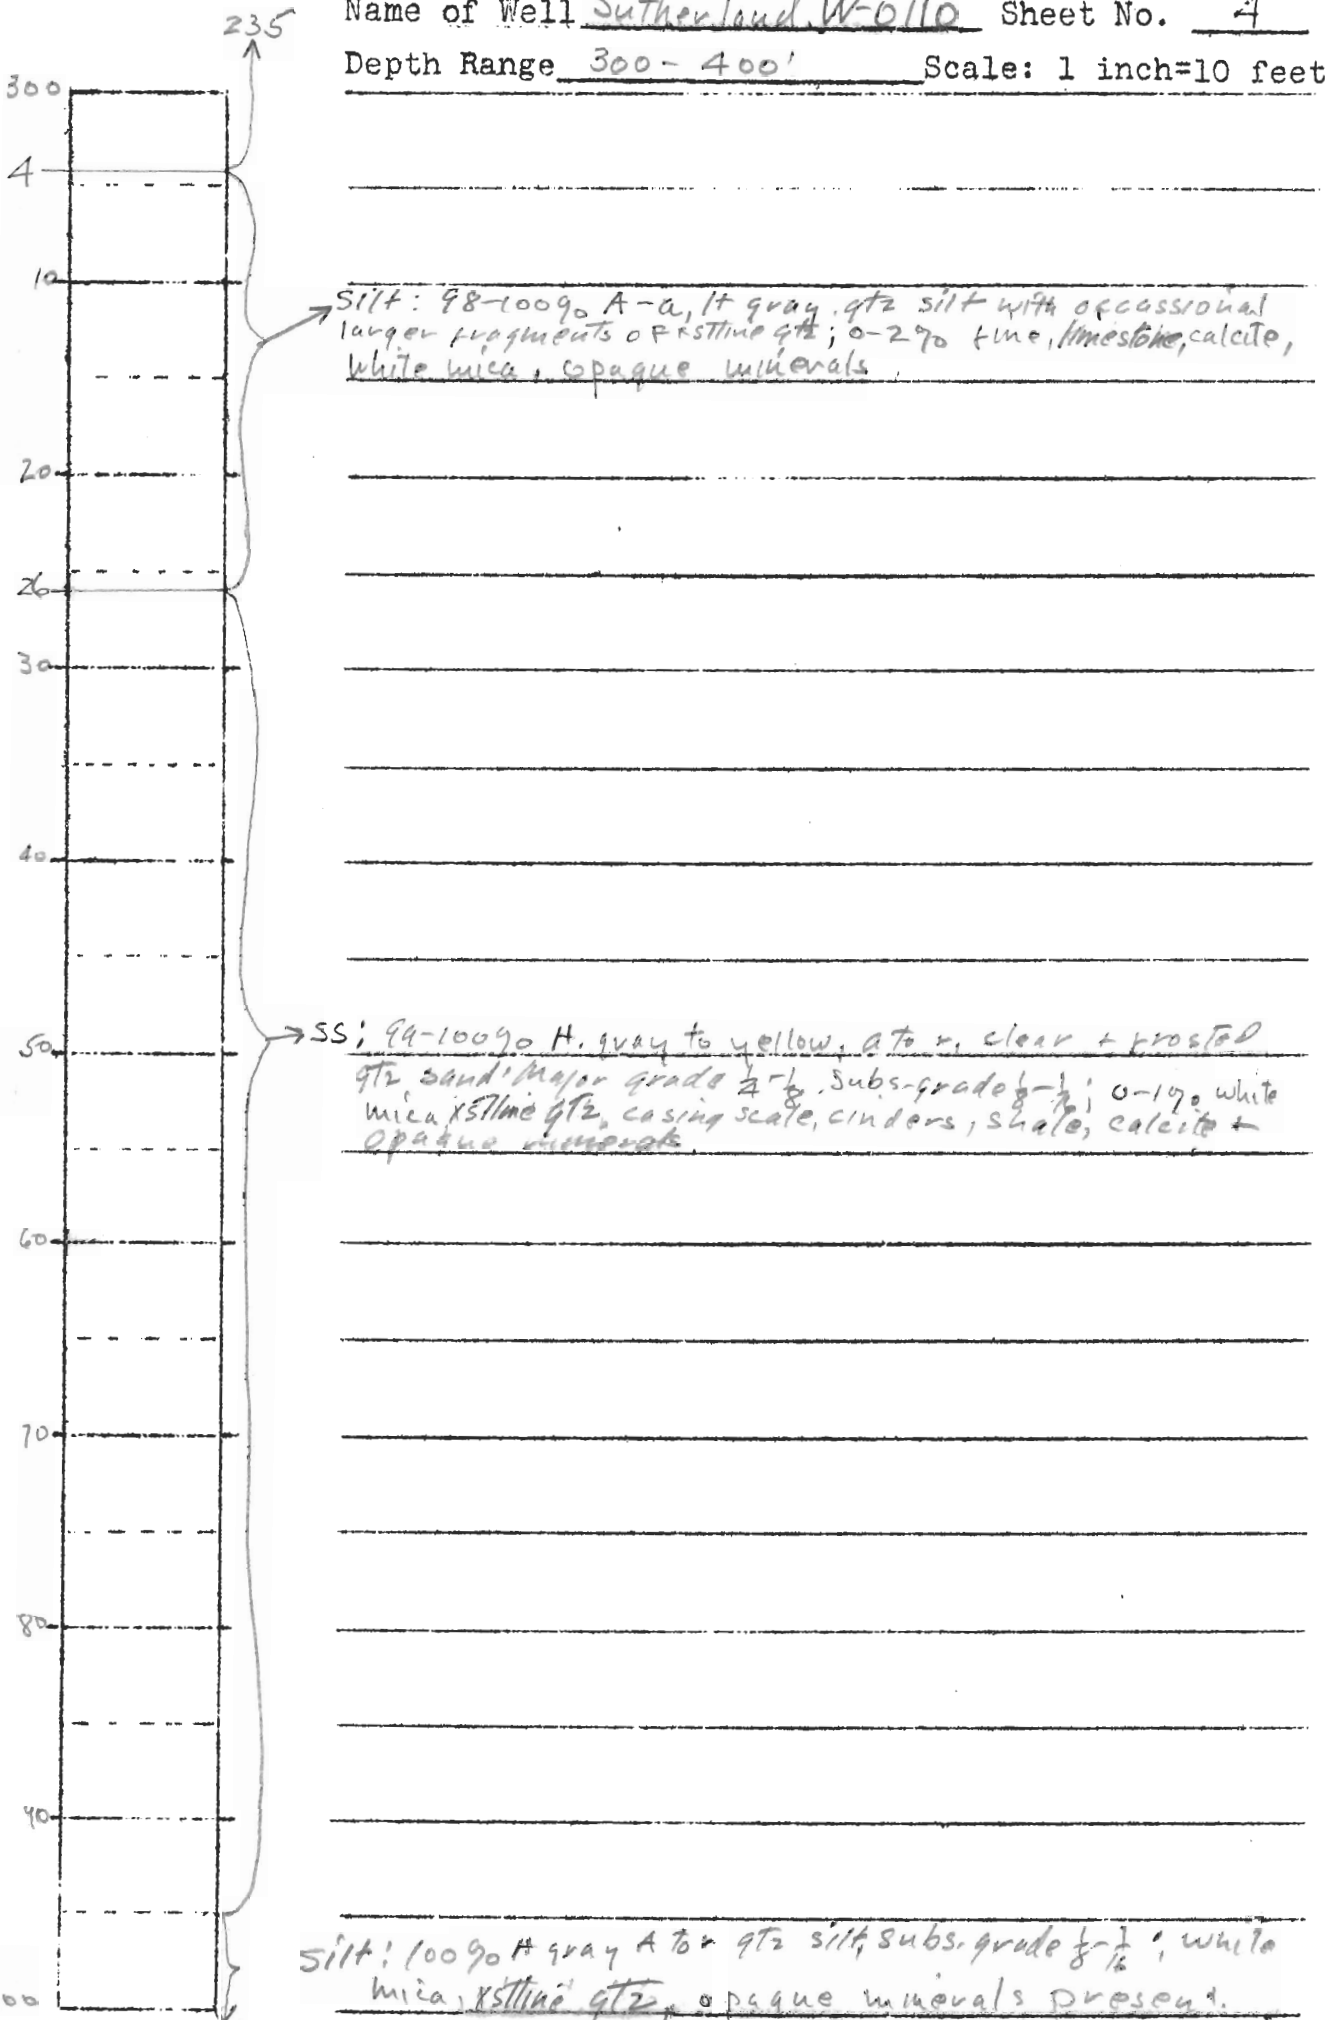 235
Name of Well Sutherland W-0110 Sheet No. 4
Depth Range 300 - 400' Scale: 1 inch=10 feet
300
4
10
Silt: 98-100% A-a, lt gray, qtz silt with occassional
larger fragments of xstline qtz; 0-2% fine, limestone, calcite,
white mica, opaque minerals
20
26
30
40
SS: 99-100% lt. gray to yellow, a to r, clear + frosted
50
qtz sand: Major grade 1/4-1/8, Subs-grade 1/8-; 0-1% white
mica, xstline qtz, casing scale, cinders, shale, calcite +
opaque minerals
60
70
80
90
Silt: 100% lt gray A to r qtz silt, subs. grade 1/8-1/16; white
mica, xstline qtz, opaque minerals present.
00